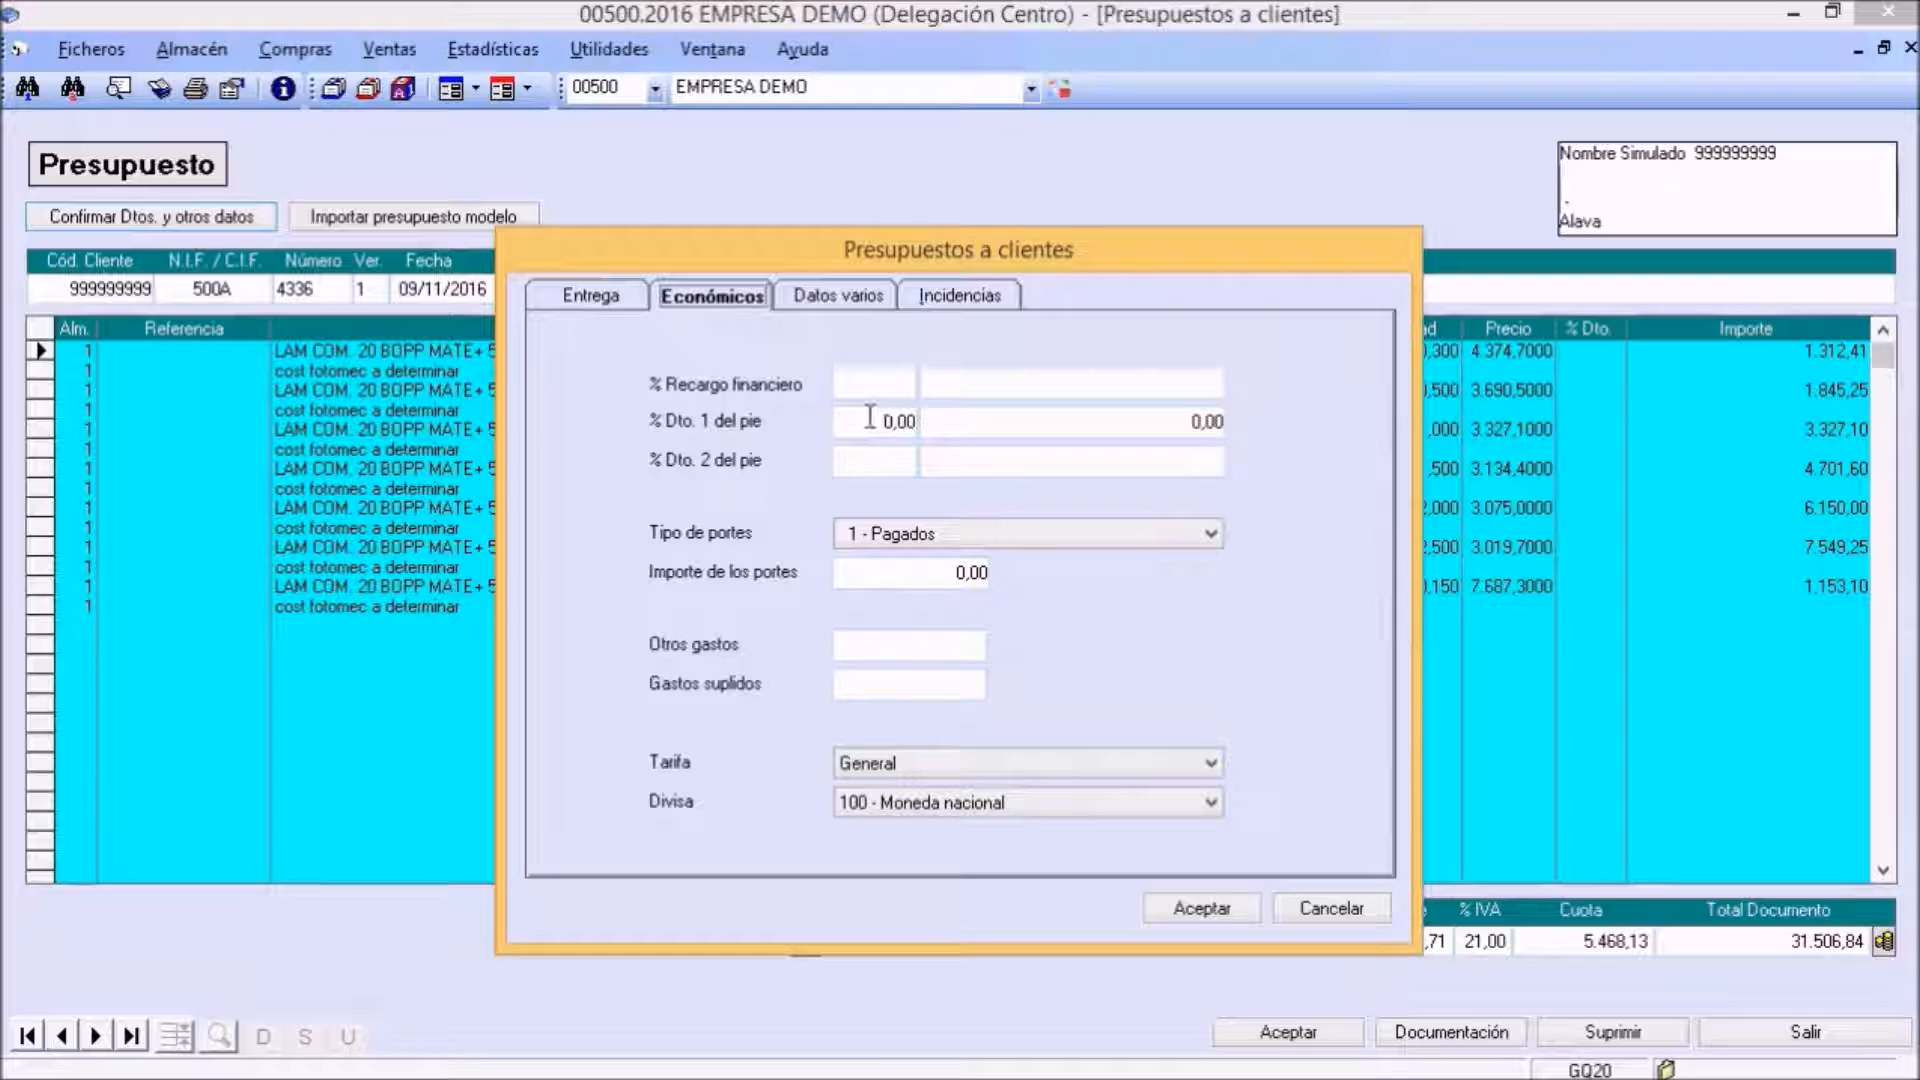 00500.2016 EMPRESA DEMO (Delegación Centro) - [Presupuestos a clientes]
Ficheros Almacén Compras Ventas Estadísticas Utilidades Ventana Ayuda
00500 EMPRESA DEMO
Presupuesto
Nombre Simulado 999999999
.
Alava
Confirmar Dtos. y otros datos Importar presupuesto modelo
Presupuestos a clientes
Cód. Cliente N.I.F. / C.I.F. Número Ver. Fecha
999999999 500A 4336 1 09/11/2016
Entrega Económicos Datos varios Incidencias
Alm. Referencia Precio % Dto. Importe
1 LAM COM. 20 BOPP MATE+ 5 ,300 4.374,7000 1.312,41
1 cost fotomec a determinar
1 LAM COM. 20 BOPP MATE+ 5 ,500 3.690,5000 1.845,25
1 cost fotomec a determinar
1 LAM COM. 20 BOPP MATE+ 5 ,000 3.327,1000 3.327,10
1 cost fotomec a determinar
1 LAM COM. 20 BOPP MATE+ 5 ,500 3.134,4000 4.701,60
1 cost fotomec a determinar
1 LAM COM. 20 BOPP MATE+ 5 ,000 3.075,0000 6.150,00
1 cost fotomec a determinar
1 LAM COM. 20 BOPP MATE+ 5 ,500 3.019,7000 7.549,25
1 cost fotomec a determinar
1 LAM COM. 20 BOPP MATE+ 5 ,150 7.687,3000 1.153,10
1 cost fotomec a determinar
% Recargo financiero
% Dto. 1 del pie 0,00 0,00
% Dto. 2 del pie
Tipo de portes 1 - Pagados
Importe de los portes 0,00
Otros gastos
Gastos suplidos
Tarifa General
Divisa 100 - Moneda nacional
Aceptar Cancelar
% IVA Cuota Total Documento
,71 21,00 5.468,13 31.506,84
D S U
Aceptar Documentación Suprimir Salir
GQ20